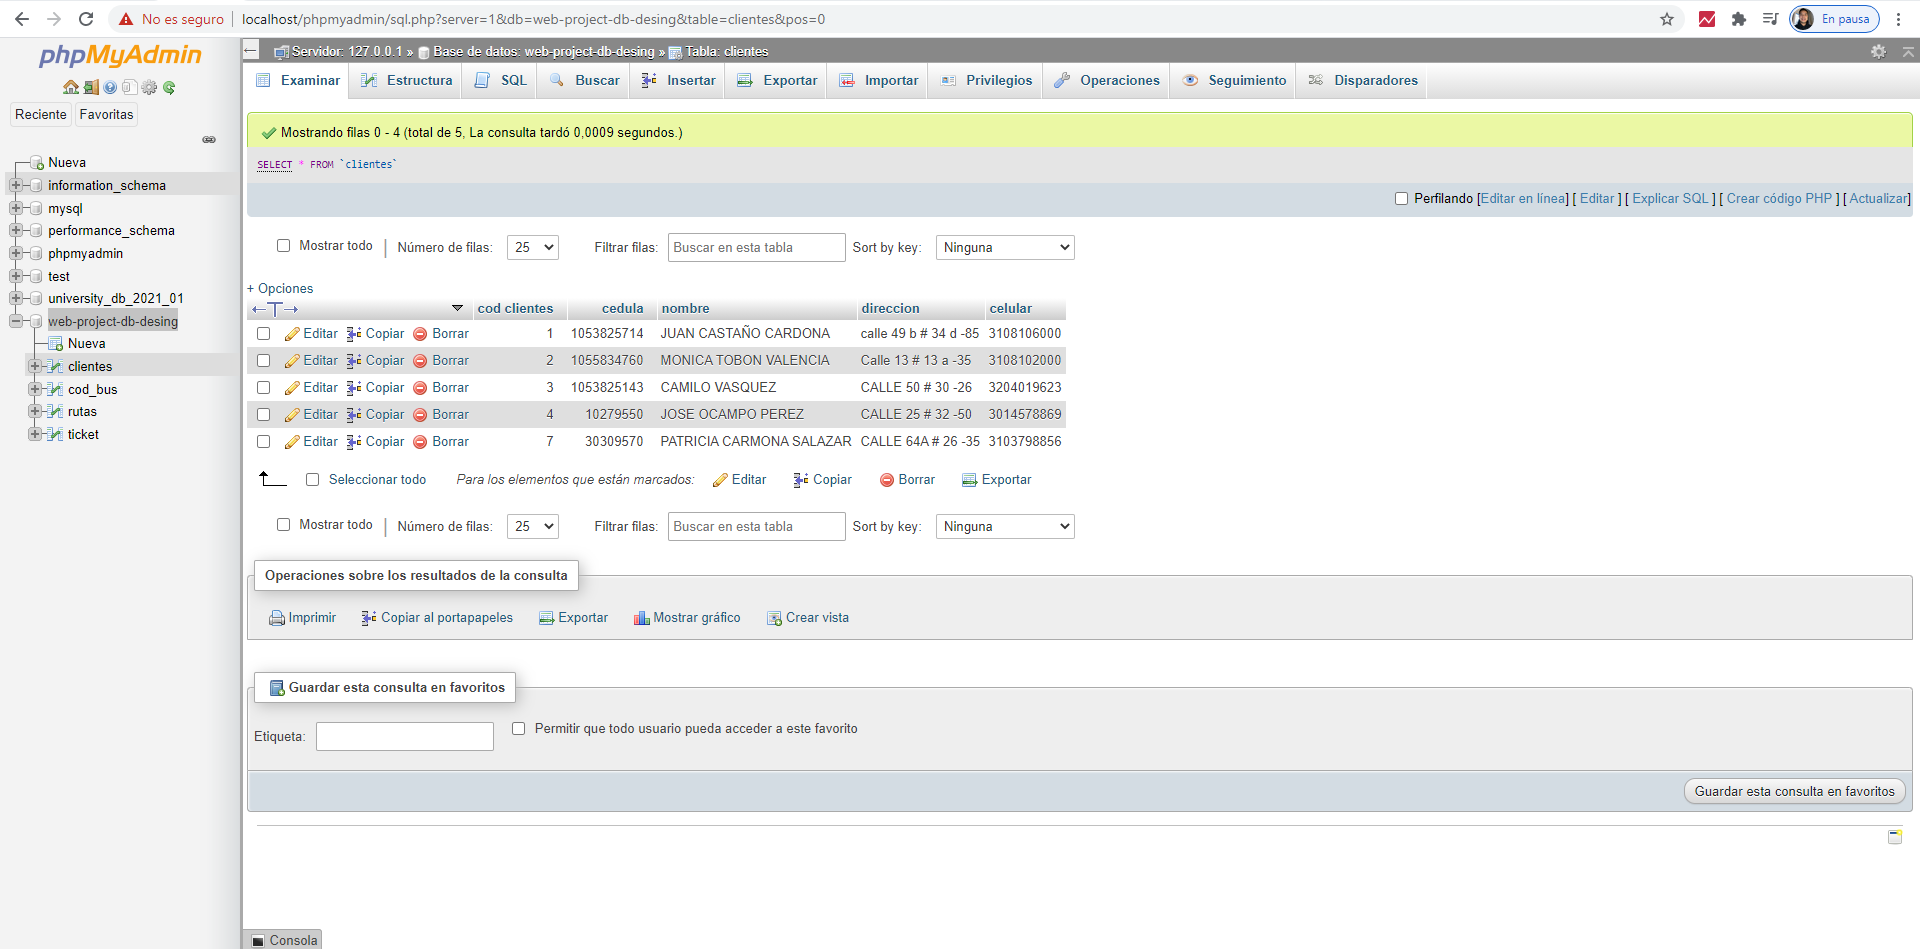 No es seguro localhost/phpmyadmin/sql.php?server=1&db=web-project-db-desing&table=clientes&pos=0 En pausa
phpMyAdmin
Reciente Favoritas
Nueva
information_schema
mysql
performance_schema
phpmyadmin
test
university_db_2021_01
web-project-db-desing
Nueva
clientes
cod_bus
rutas
ticket
Servidor: 127.0.0.1 » Base de datos: web-project-db-desing » Tabla: clientes
Examinar Estructura SQL Buscar Insertar Exportar Importar Privilegios Operaciones Seguimiento Disparadores
Mostrando filas 0 - 4 (total de 5, La consulta tardó 0,0009 segundos.)
SELECT * FROM `clientes`
Perfilando [Editar en línea] [ Editar ] [ Explicar SQL ] [ Crear código PHP ] [ Actualizar]
Mostrar todo | Número de filas: 25 Filtrar filas: Buscar en esta tabla Sort by key: Ninguna
+ Opciones
←T→ cod clientes cedula nombre direccion celular
Editar Copiar Borrar 1 1053825714 JUAN CASTAÑO CARDONA calle 49 b # 34 d -85 3108106000
Editar Copiar Borrar 2 1055834760 MONICA TOBON VALENCIA Calle 13 # 13 a -35 3108102000
Editar Copiar Borrar 3 1053825143 CAMILO VASQUEZ CALLE 50 # 30 -26 3204019623
Editar Copiar Borrar 4 10279550 JOSE OCAMPO PEREZ CALLE 25 # 32 -50 3014578869
Editar Copiar Borrar 7 30309570 PATRICIA CARMONA SALAZAR CALLE 64A # 26 -35 3103798856
Seleccionar todo Para los elementos que están marcados: Editar Copiar Borrar Exportar
Mostrar todo | Número de filas: 25 Filtrar filas: Buscar en esta tabla Sort by key: Ninguna
Operaciones sobre los resultados de la consulta
Imprimir Copiar al portapapeles Exportar Mostrar gráfico Crear vista
Guardar esta consulta en favoritos
Etiqueta: Permitir que todo usuario pueda acceder a este favorito
Guardar esta consulta en favoritos
Consola